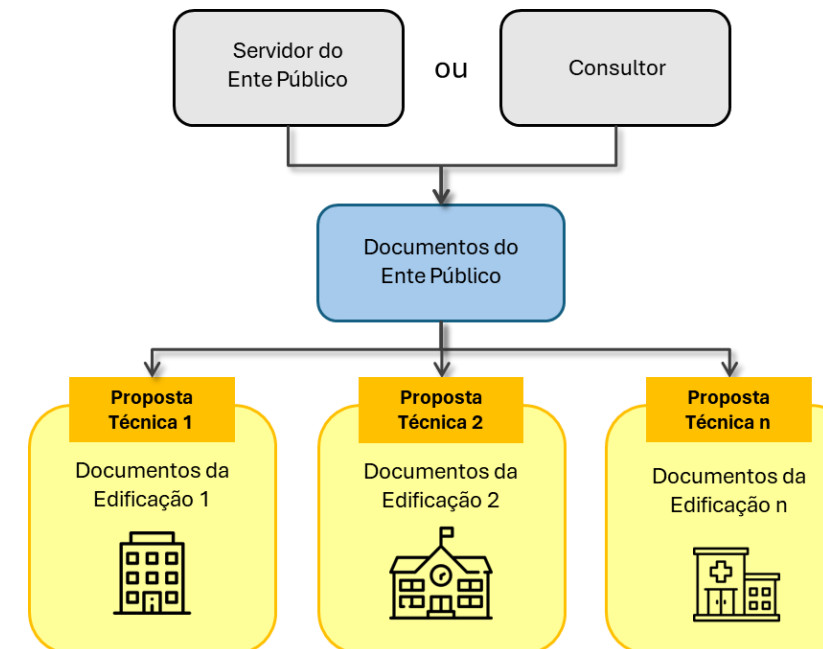 Servidor do
Ente Público
ou
Consultor
Documentos do
Ente Público
Proposta
Técnica 1
Documentos da
Edificação 1
Proposta
Técnica 2
Documentos da
Edificação 2
Proposta
Técnica n
Documentos da
Edificação n